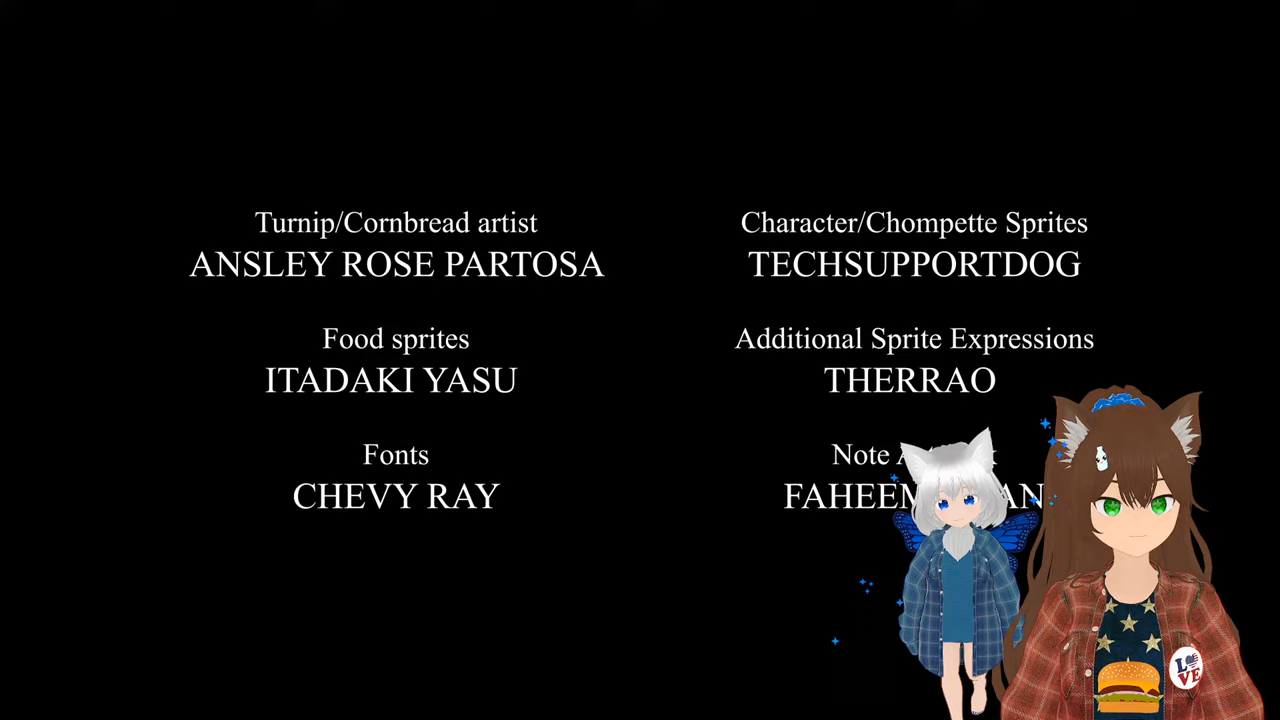 Turnip/Cornbread artist
ANSLEY ROSE PARTOSA
Food sprites
ITADAKI YASU
Fonts
CHEVY RAY
Character/Chompette Sprites
TECHSUPPORTDOG
Additional Sprite Expressions
THERRAO
Note
LOVE